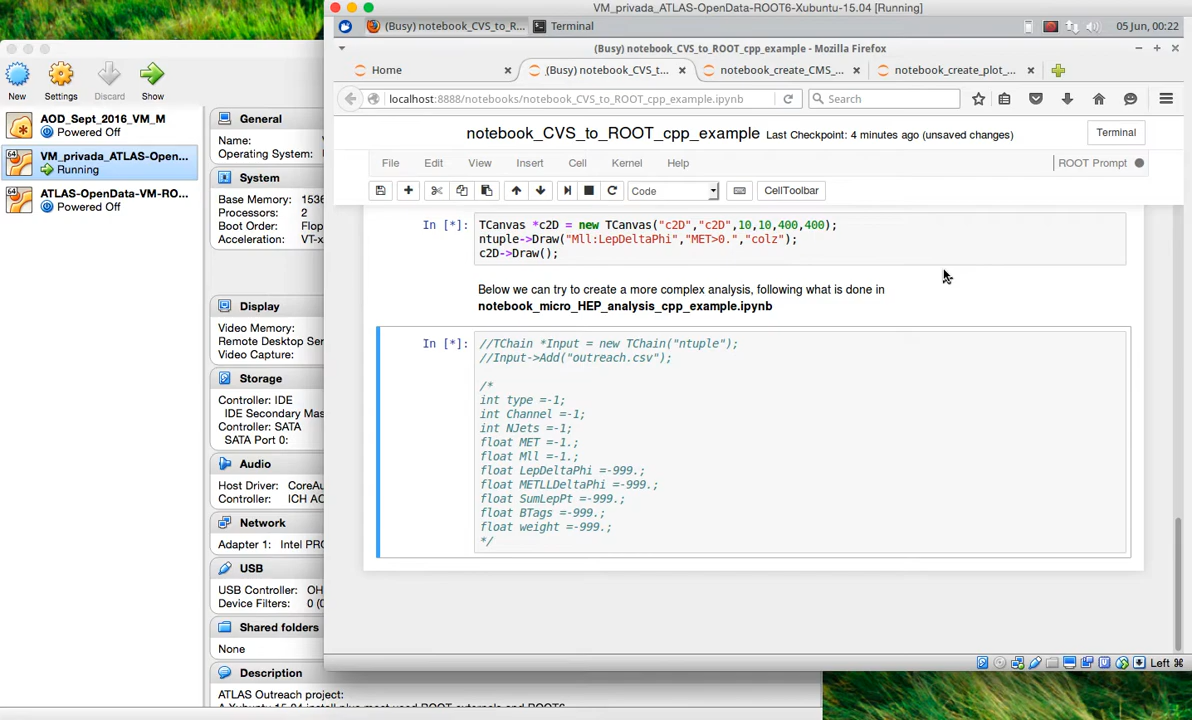 VM_privada_ATLAS-OpenData-ROOT6-Xubuntu-15.04 [Running]
(Busy) notebook_CVS_to_R...
Terminal
05 Jun, 00:22
(Busy) notebook_CVS_to_ROOT_cpp_example - Mozilla Firefox
Home
(Busy) notebook_CVS_t...
notebook_create_CMS_...
notebook_create_plot_...
localhost:8888/notebooks/notebook_CVS_to_ROOT_cpp_example.ipynb
Search
notebook_CVS_to_ROOT_cpp_example Last Checkpoint: 4 minutes ago (unsaved changes)
Terminal
File Edit View Insert Cell Kernel Help
ROOT Prompt
Code
CellToolbar
In [*]:
TCanvas *c2D = new TCanvas("c2D","c2D",10,10,400,400);
ntuple->Draw("Mll:LepDeltaPhi","MET>0.","colz");
c2D->Draw();
Below we can try to create a more complex analysis, following what is done in
notebook_micro_HEP_analysis_cpp_example.ipynb
In [*]:
//TChain *Input = new TChain("ntuple");
//Input->Add("outreach.csv");
/*
int type =-1;
int Channel =-1;
int NJets =-1;
float MET =-1.;
float Mll =-1.;
float LepDeltaPhi =-999.;
float METLLDeltaPhi =-999.;
float SumLepPt =-999.;
float BTags =-999.;
float weight =-999.;
*/
Left ⌘
New
Settings
Discard
Show
AOD_Sept_2016_VM_M
Powered Off
64
VM_privada_ATLAS-Open...
Running
64
ATLAS-OpenData-VM-RO...
Powered Off
General
Name:
Operating System:
System
Base Memory: 1536
Processors: 2
Boot Order: Flop
Acceleration: VT-x
Display
Video Memory:
Remote Desktop Ser
Video Capture:
Storage
Controller: IDE
IDE Secondary Mas
Controller: SATA
SATA Port 0:
Audio
Host Driver: CoreAu
Controller: ICH AC
Network
Adapter 1: Intel PRO
USB
USB Controller: OH
Device Filters: 0 (0
Shared folders
None
Description
ATLAS Outreach project: